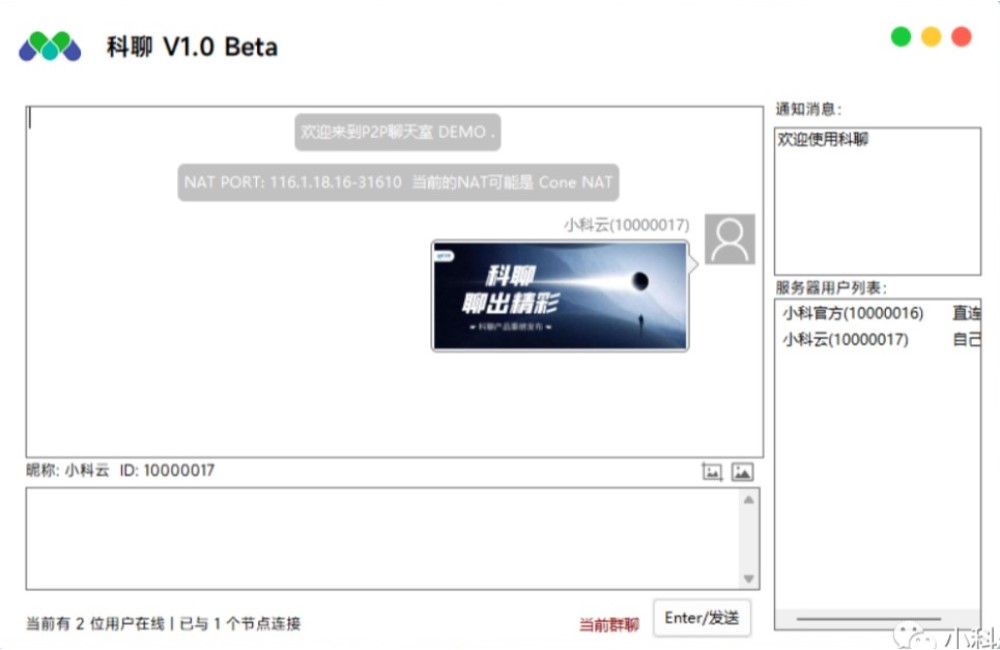 科聊 V1.0 Beta
欢迎来到P2P聊天室 DEMO .
NAT PORT: 116.1.18.16-31610 当前的NAT可能是 Cone NAT
小科云(10000017)
科聊
聊出精彩
科聊产品重磅发布
昵称: 小科云 ID: 10000017
当前有 2 位用户在线 | 已与 1 个节点连接
当前群聊
Enter/发送
通知消息:
欢迎使用科聊
服务器用户列表:
小科官方(10000016) 直连
小科云(10000017) 自己
小科